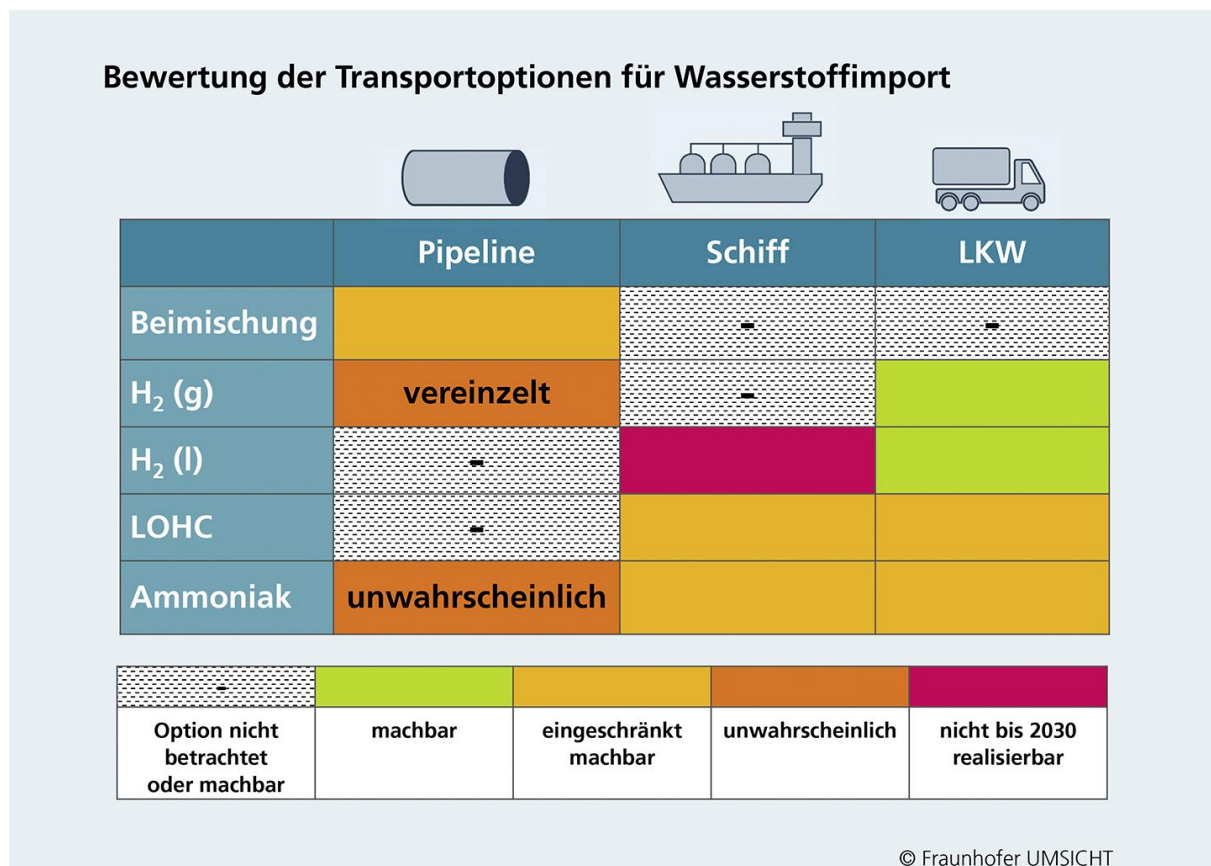 Bewertung der Transportoptionen für Wasserstoffimport
Pipeline Schiff LKW
Beimischung - -
H₂ (g) vereinzelt -
H₂ (l) -
LOHC -
Ammoniak unwahrscheinlich
-
Option nicht betrachtet oder machbar
machbar
eingeschränkt machbar
unwahrscheinlich
nicht bis 2030 realisierbar
© Fraunhofer UMSICHT